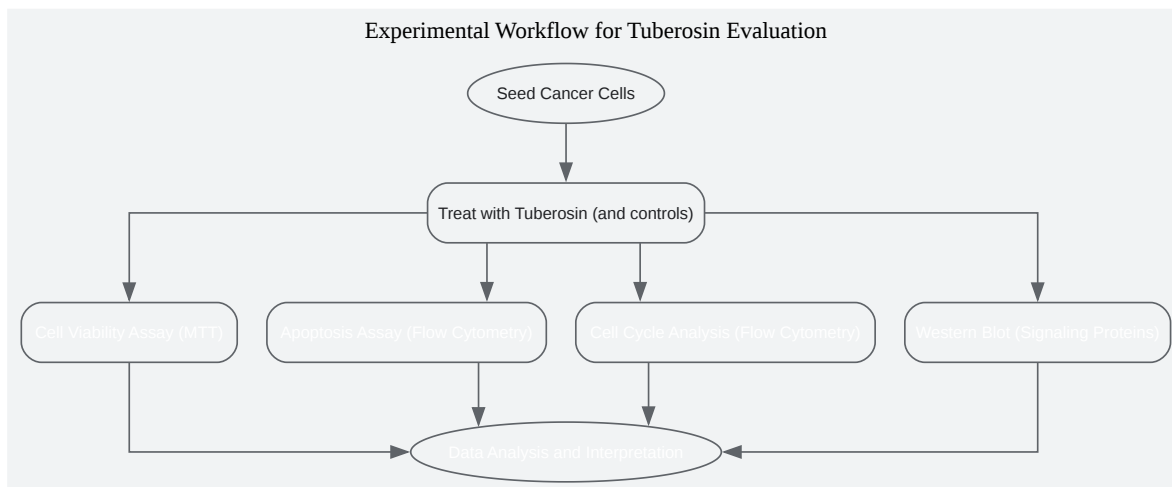 Experimental Workflow for Tuberosin Evaluation
Seed Cancer Cells
Treat with Tuberosin (and controls)
Cell Viability Assay (MTT)
Apoptosis Assay (Flow Cytometry)
Cell Cycle Analysis (Flow Cytometry)
Western Blot (Signaling Proteins)
Data Analysis and Interpretation